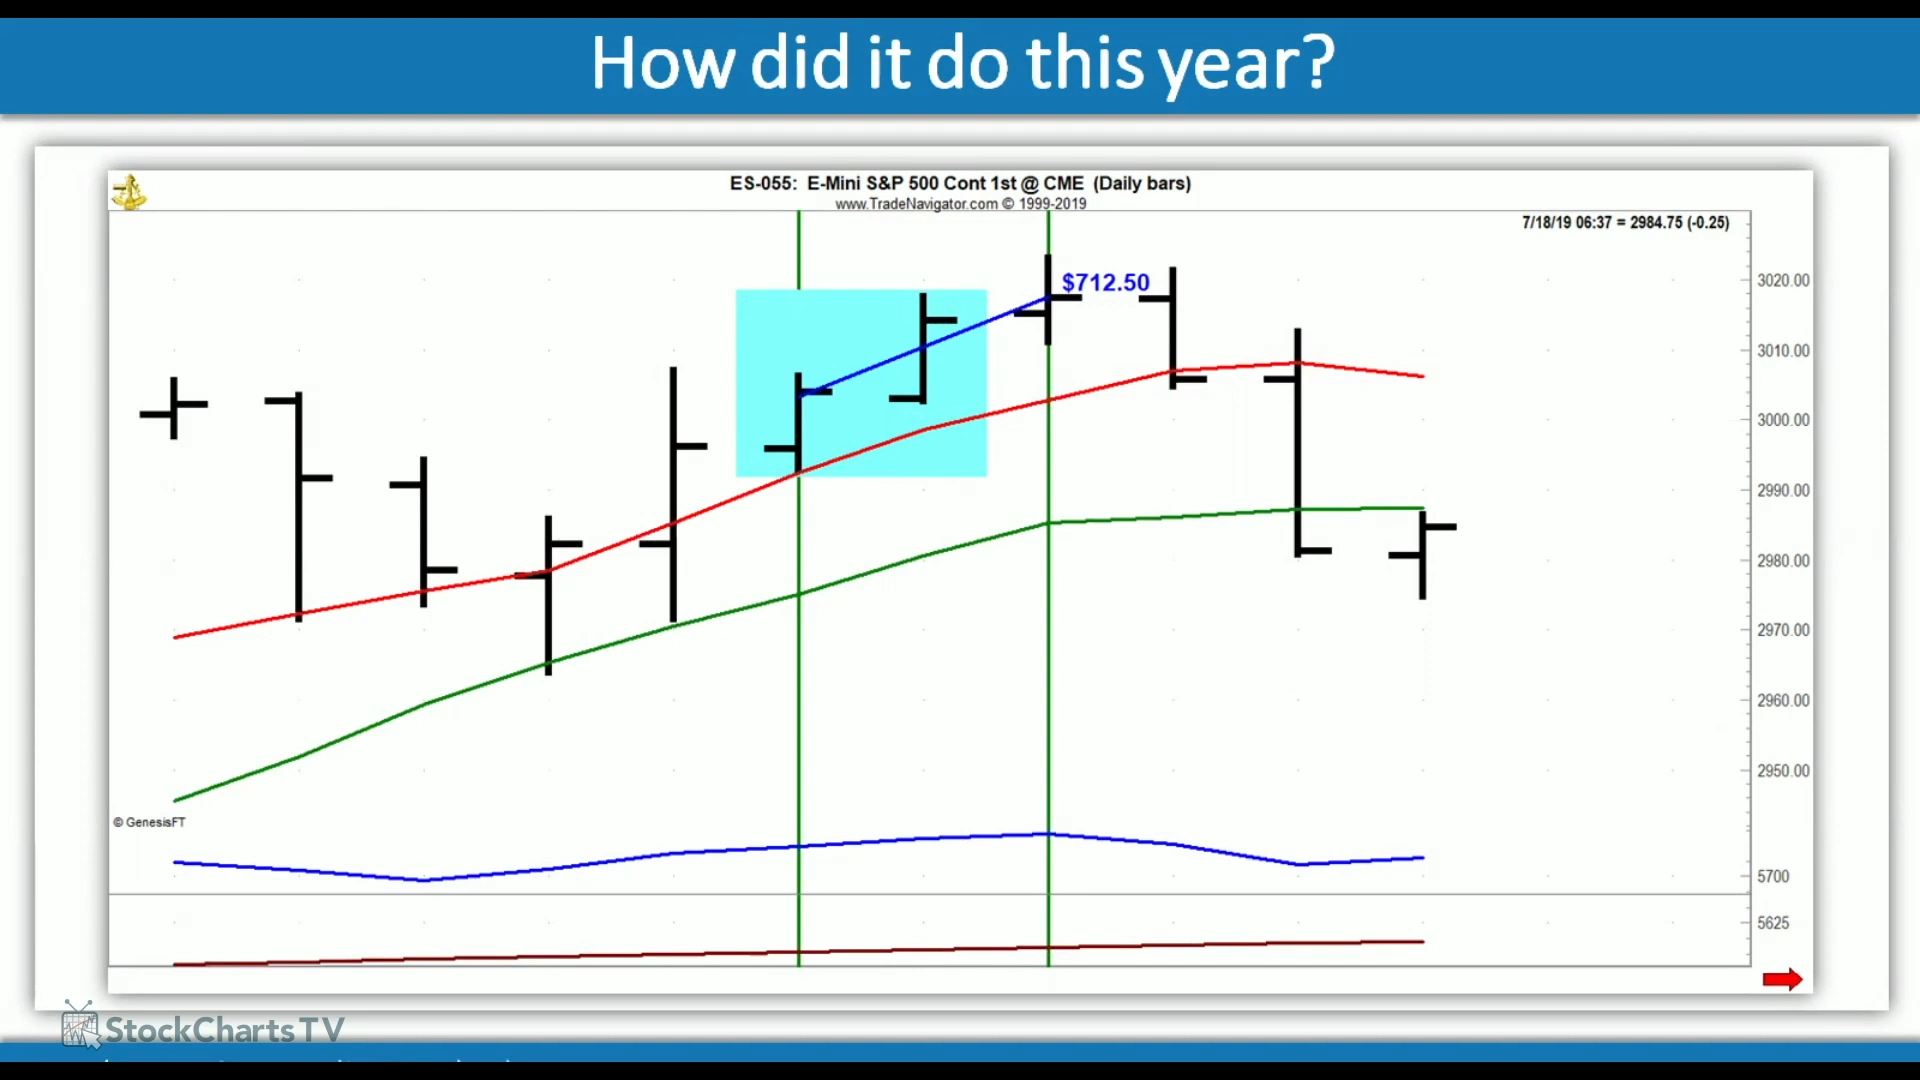 How did it do this year?
ES-055: E-Mini S&P 500 Cont 1st @ CME (Daily bars)
www.TradeNavigator.com © 1999-2019
7/18/19 06:37 = 2984.75 (-0.25)
$712.50
3020.00
3010.00
3000.00
2990.00
2980.00
2970.00
2960.00
2950.00
© GenesisFT
5700
5625
StockChartsTV